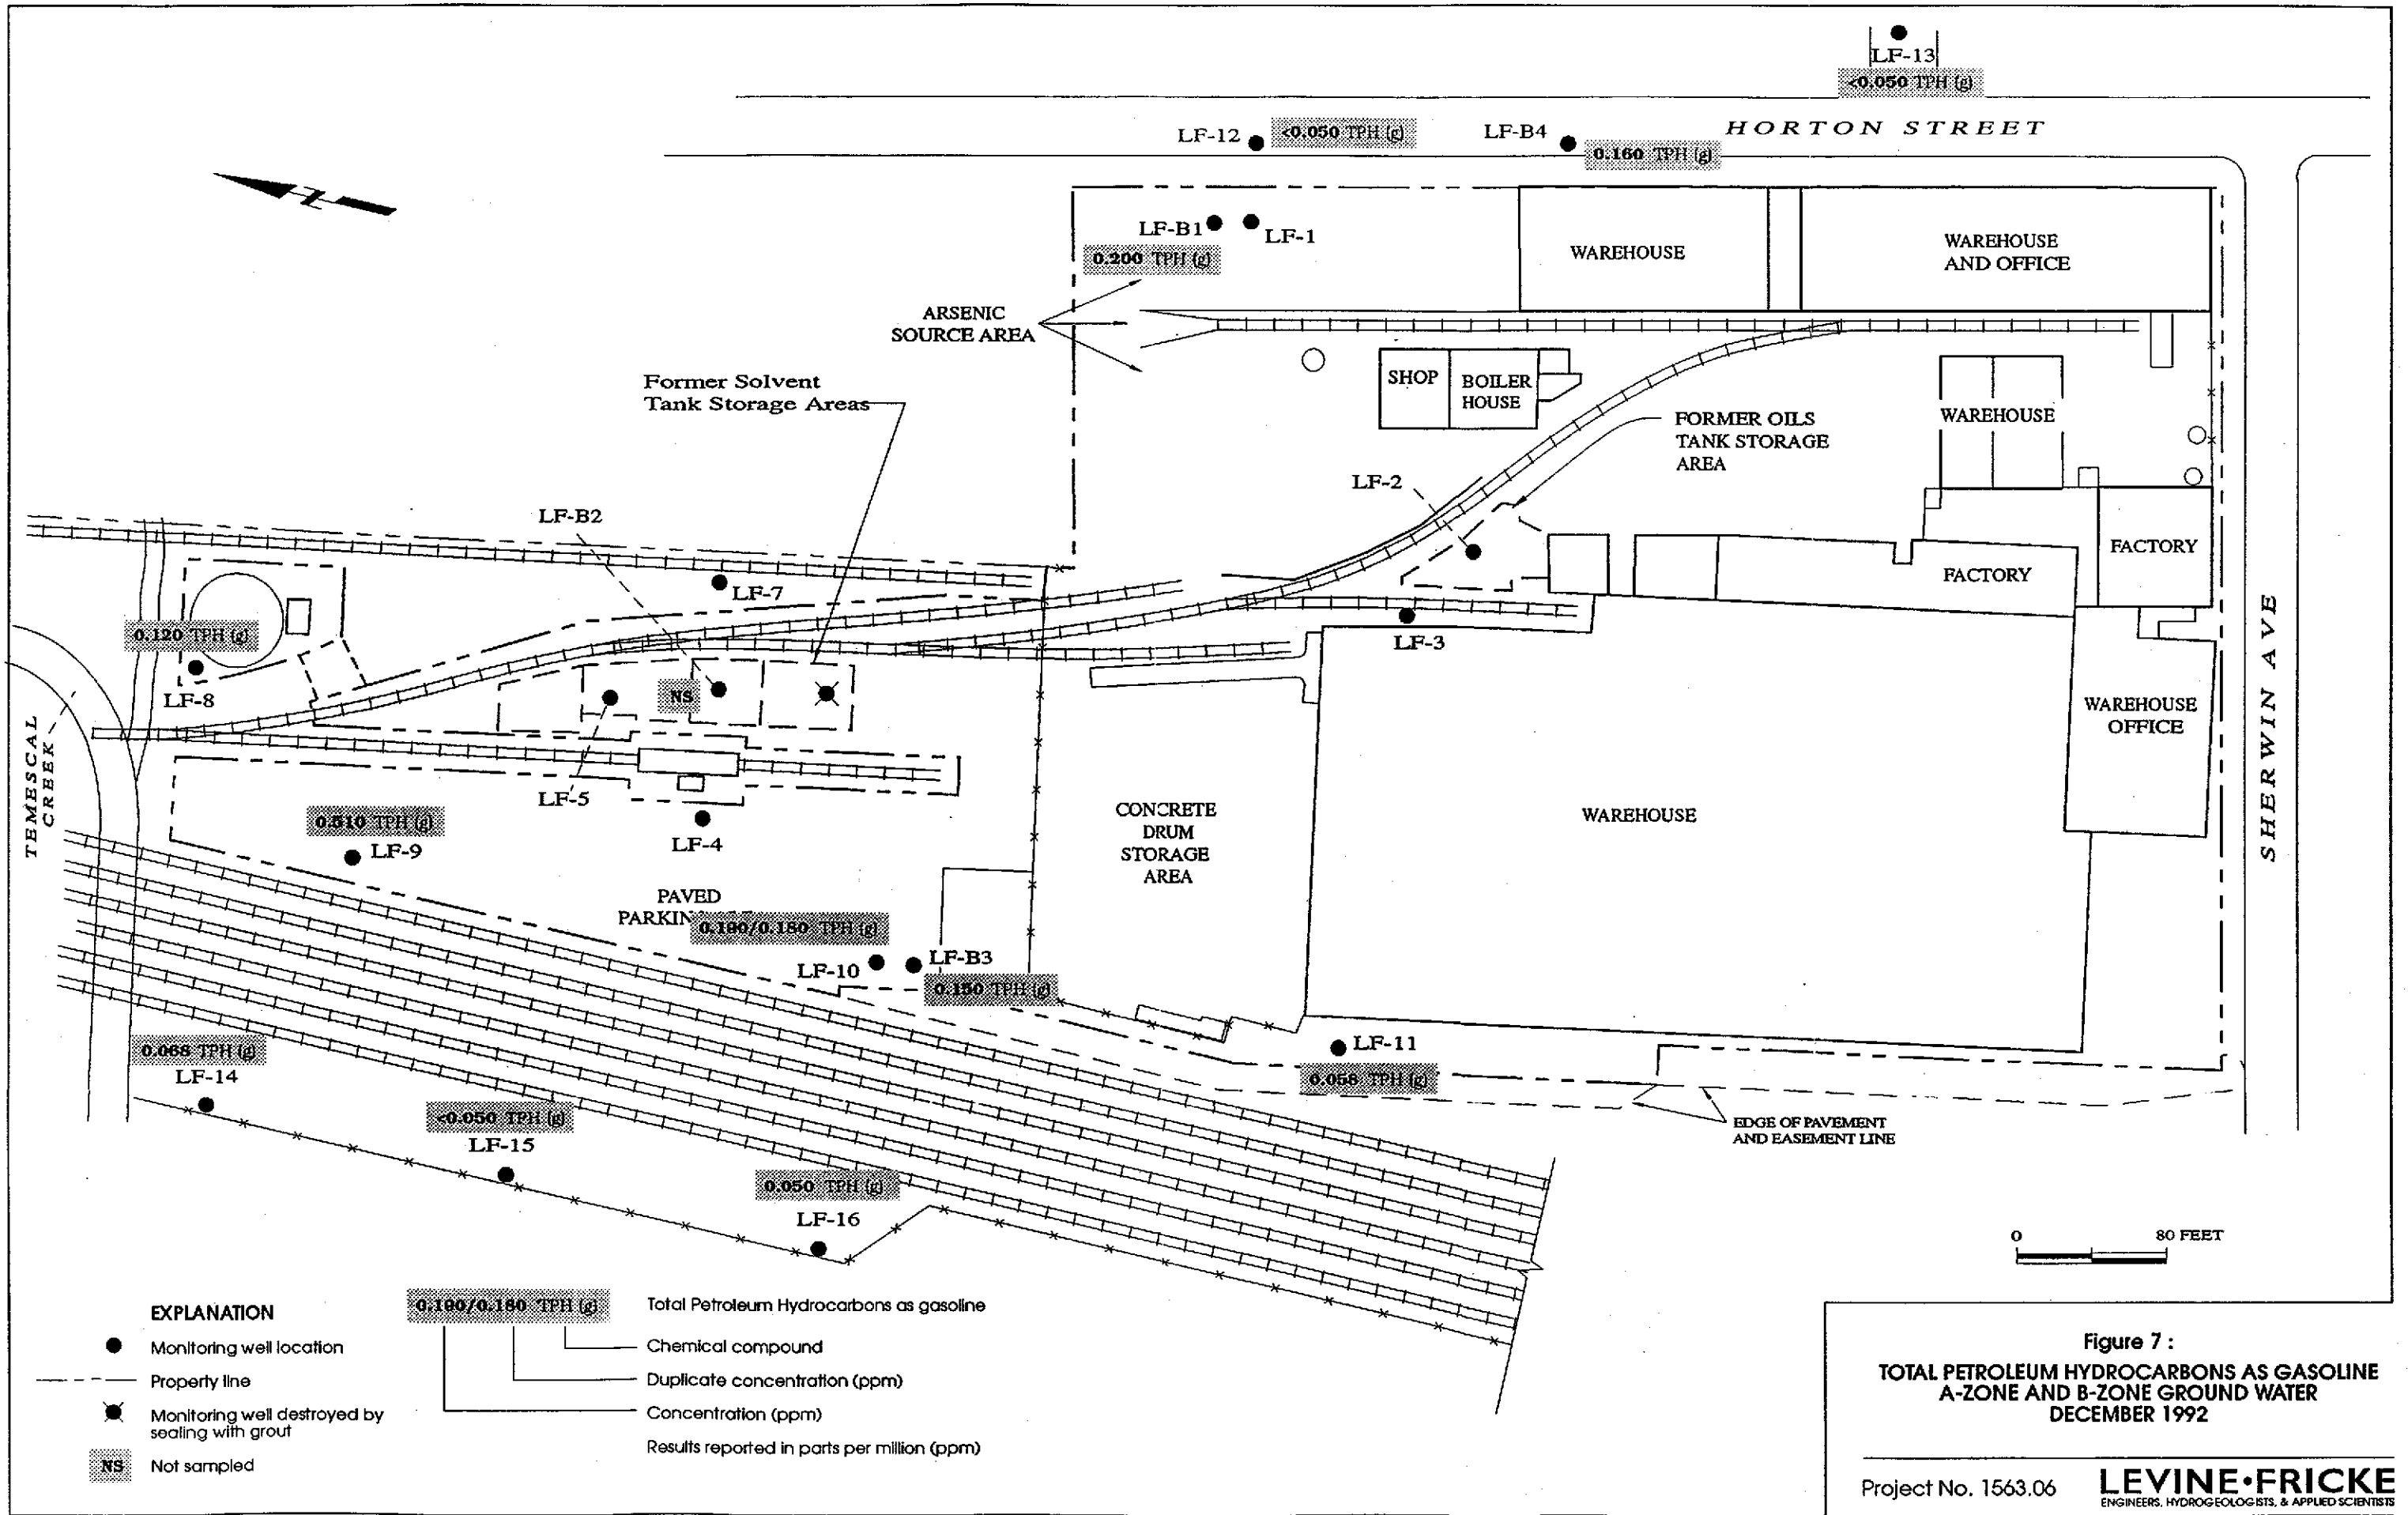 LF-13
<0.050 TPH (g)
HORTON STREET
LF-12
<0.050 TPH (g)
LF-B4
0.160 TPH (g)
LF-B1
LF-1
0.200 TPH (g)
WAREHOUSE
WAREHOUSE
AND OFFICE
ARSENIC
SOURCE AREA
Former Solvent
Tank Storage Areas
SHOP
BOILER
HOUSE
FORMER OILS
TANK STORAGE
AREA
WAREHOUSE
LF-2
LF-B2
FACTORY
FACTORY
LF-7
0.120 TPH (g)
LF-8
LF-3
NS
SHERWIN AVE
WAREHOUSE
OFFICE
TEMESCAL
CREEK
LF-5
0.510 TPH (g)
LF-9
LF-4
CONCRETE
DRUM
STORAGE
AREA
WAREHOUSE
PAVED
PARKIN
0.190/0.180 TPH (g)
LF-10
LF-B3
0.150 TPH (g)
0.068 TPH (g)
LF-14
LF-11
0.058 TPH (g)
<0.050 TPH (g)
LF-15
EDGE OF PAVEMENT
AND EASEMENT LINE
0.050 TPH (g)
LF-16
0 80 FEET
EXPLANATION
Monitoring well location
Property line
Monitoring well destroyed by
sealing with grout
NS Not sampled
0.190/0.180 TPH (g) Total Petroleum Hydrocarbons as gasoline
Chemical compound
Duplicate concentration (ppm)
Concentration (ppm)
Results reported in parts per million (ppm)
Figure 7 :
TOTAL PETROLEUM HYDROCARBONS AS GASOLINE
A-ZONE AND B-ZONE GROUND WATER
DECEMBER 1992
Project No. 1563.06
LEVINE•FRICKE
ENGINEERS, HYDROGEOLOGISTS, & APPLIED SCIENTISTS